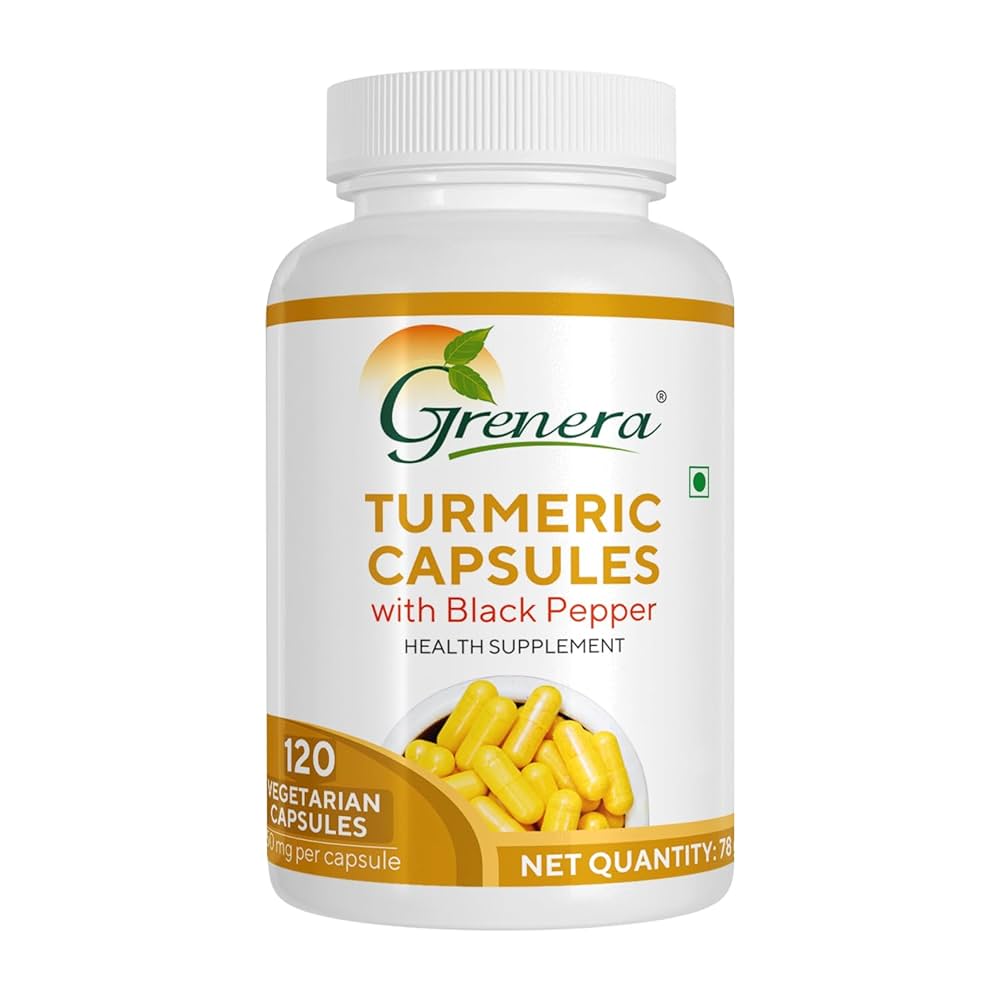 Grenera®
TURMERIC
CAPSULES
with Black Pepper
HEALTH SUPPLEMENT
120
VEGETARIAN
CAPSULES
mg per capsule
NET QUANTITY: 78